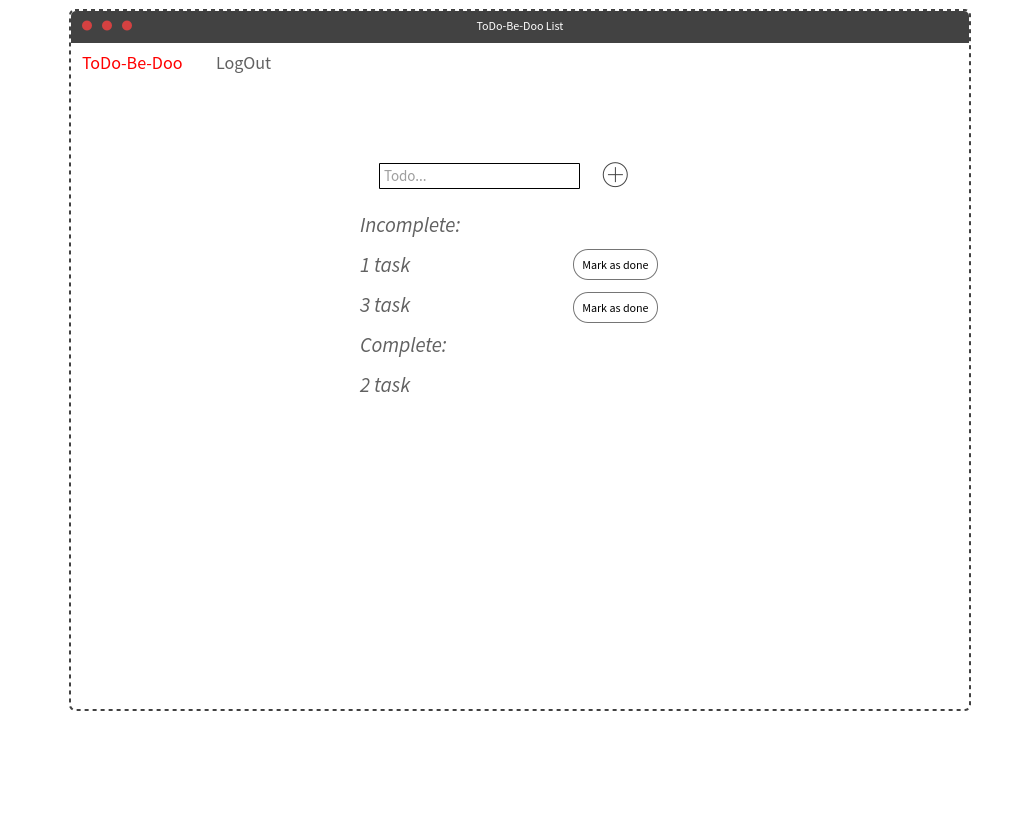 ToDo-Be-Doo List
ToDo-Be-Doo LogOut
Todo...
Incomplete:
1 task Mark as done
3 task Mark as done
Complete:
2 task